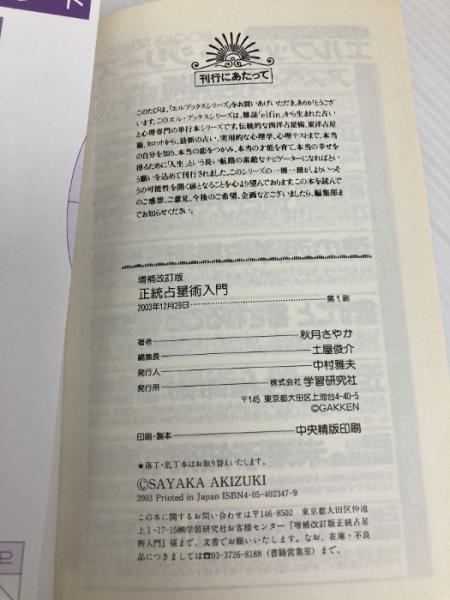 刊行にあたって
このたびは、「エルブックスシリーズ」をお買いあげいただき、ありがとうござ
います。このエル・ブックスシリーズは、雑誌「elfin」から生まれた占い
と心理専門の単行本シリーズです。伝統的な西洋占星術、東洋占星
術、タロットから、最新の占い、実用的な心理学、心理テストまで、本当
の自分を知り、本当の恋をつかみ、本当の才能を育て、本当の幸せを
得るために「人生」という長い航路の素敵なナビゲーターになればとい
う願いを込めて刊行されました。このシリーズの一冊一冊が、よりいっそ
うの可能性を開く扉となることを心より望んでおります。この本を読んで
のご感想、ご意見、今後のご希望、企画などございましたら、編集部ま
でお知らせください。
増補改訂版
正統占星術入門
2003年12月29日 第1刷
著者 秋月さやか
編集長 土屋俊介
発行人 中村雅夫
発行所 株式会社 学習研究社
〒145 東京都大田区上池台4-40-5
©GAKKEN
印刷・製本 中央精版印刷
★落丁・乱丁本はお取り替えいたします。
©SAYAKA AKIZUKI
2003 Printed in Japan ISBN4-05-402347-9
この本に関するお問い合わせは〒146-8502 東京都大田区仲池
上1-17-15㈱学習研究社お客様センター『増補改訂版正統占星
術入門』係まで、文書でお願いいたします。なお、在庫・不良
品につきましては☎03-3726-8188（書籍営業室）まで。